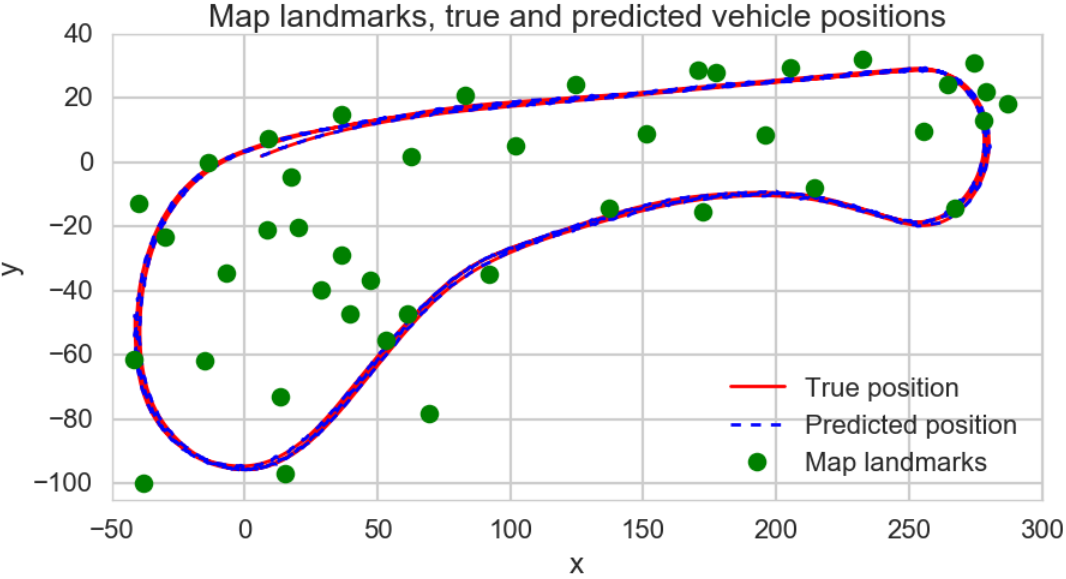 Map landmarks, true and predicted vehicle positions
40
20
0
−20
−40
−60
−80
−100
y
True position
Predicted position
Map landmarks
−50 0 50 100 150 200 250 300
x